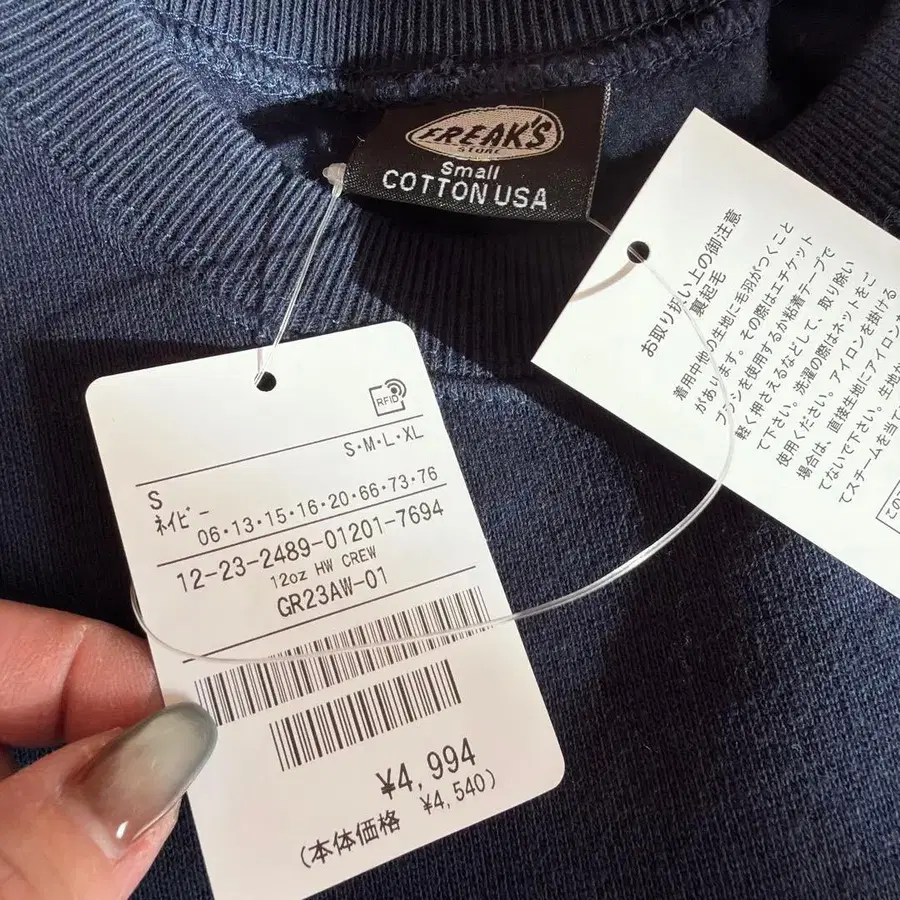 FREAK'S
STORE
Small
COTTON USA
RFID
S・M・L・XL
S
ネイビー
06・13・15・16・20・66・73・76
12-23-2489-01201-7694
12oz HW CREW
GR23AW-01
¥4,994
(本体価格 ¥4,540)
お取り扱い上の御注意
裏起毛
着用中他の生地に毛羽がつくこと
があります。その際はエチケット
ブラシを使用するか粘着テープで
軽く押さえるなどして、取り除い
て下さい。洗濯の際はネットをご
使用ください。アイロンを掛ける
場合は、直接生地にアイロンを
てないで下さい。生地か
てスチームを当て
この